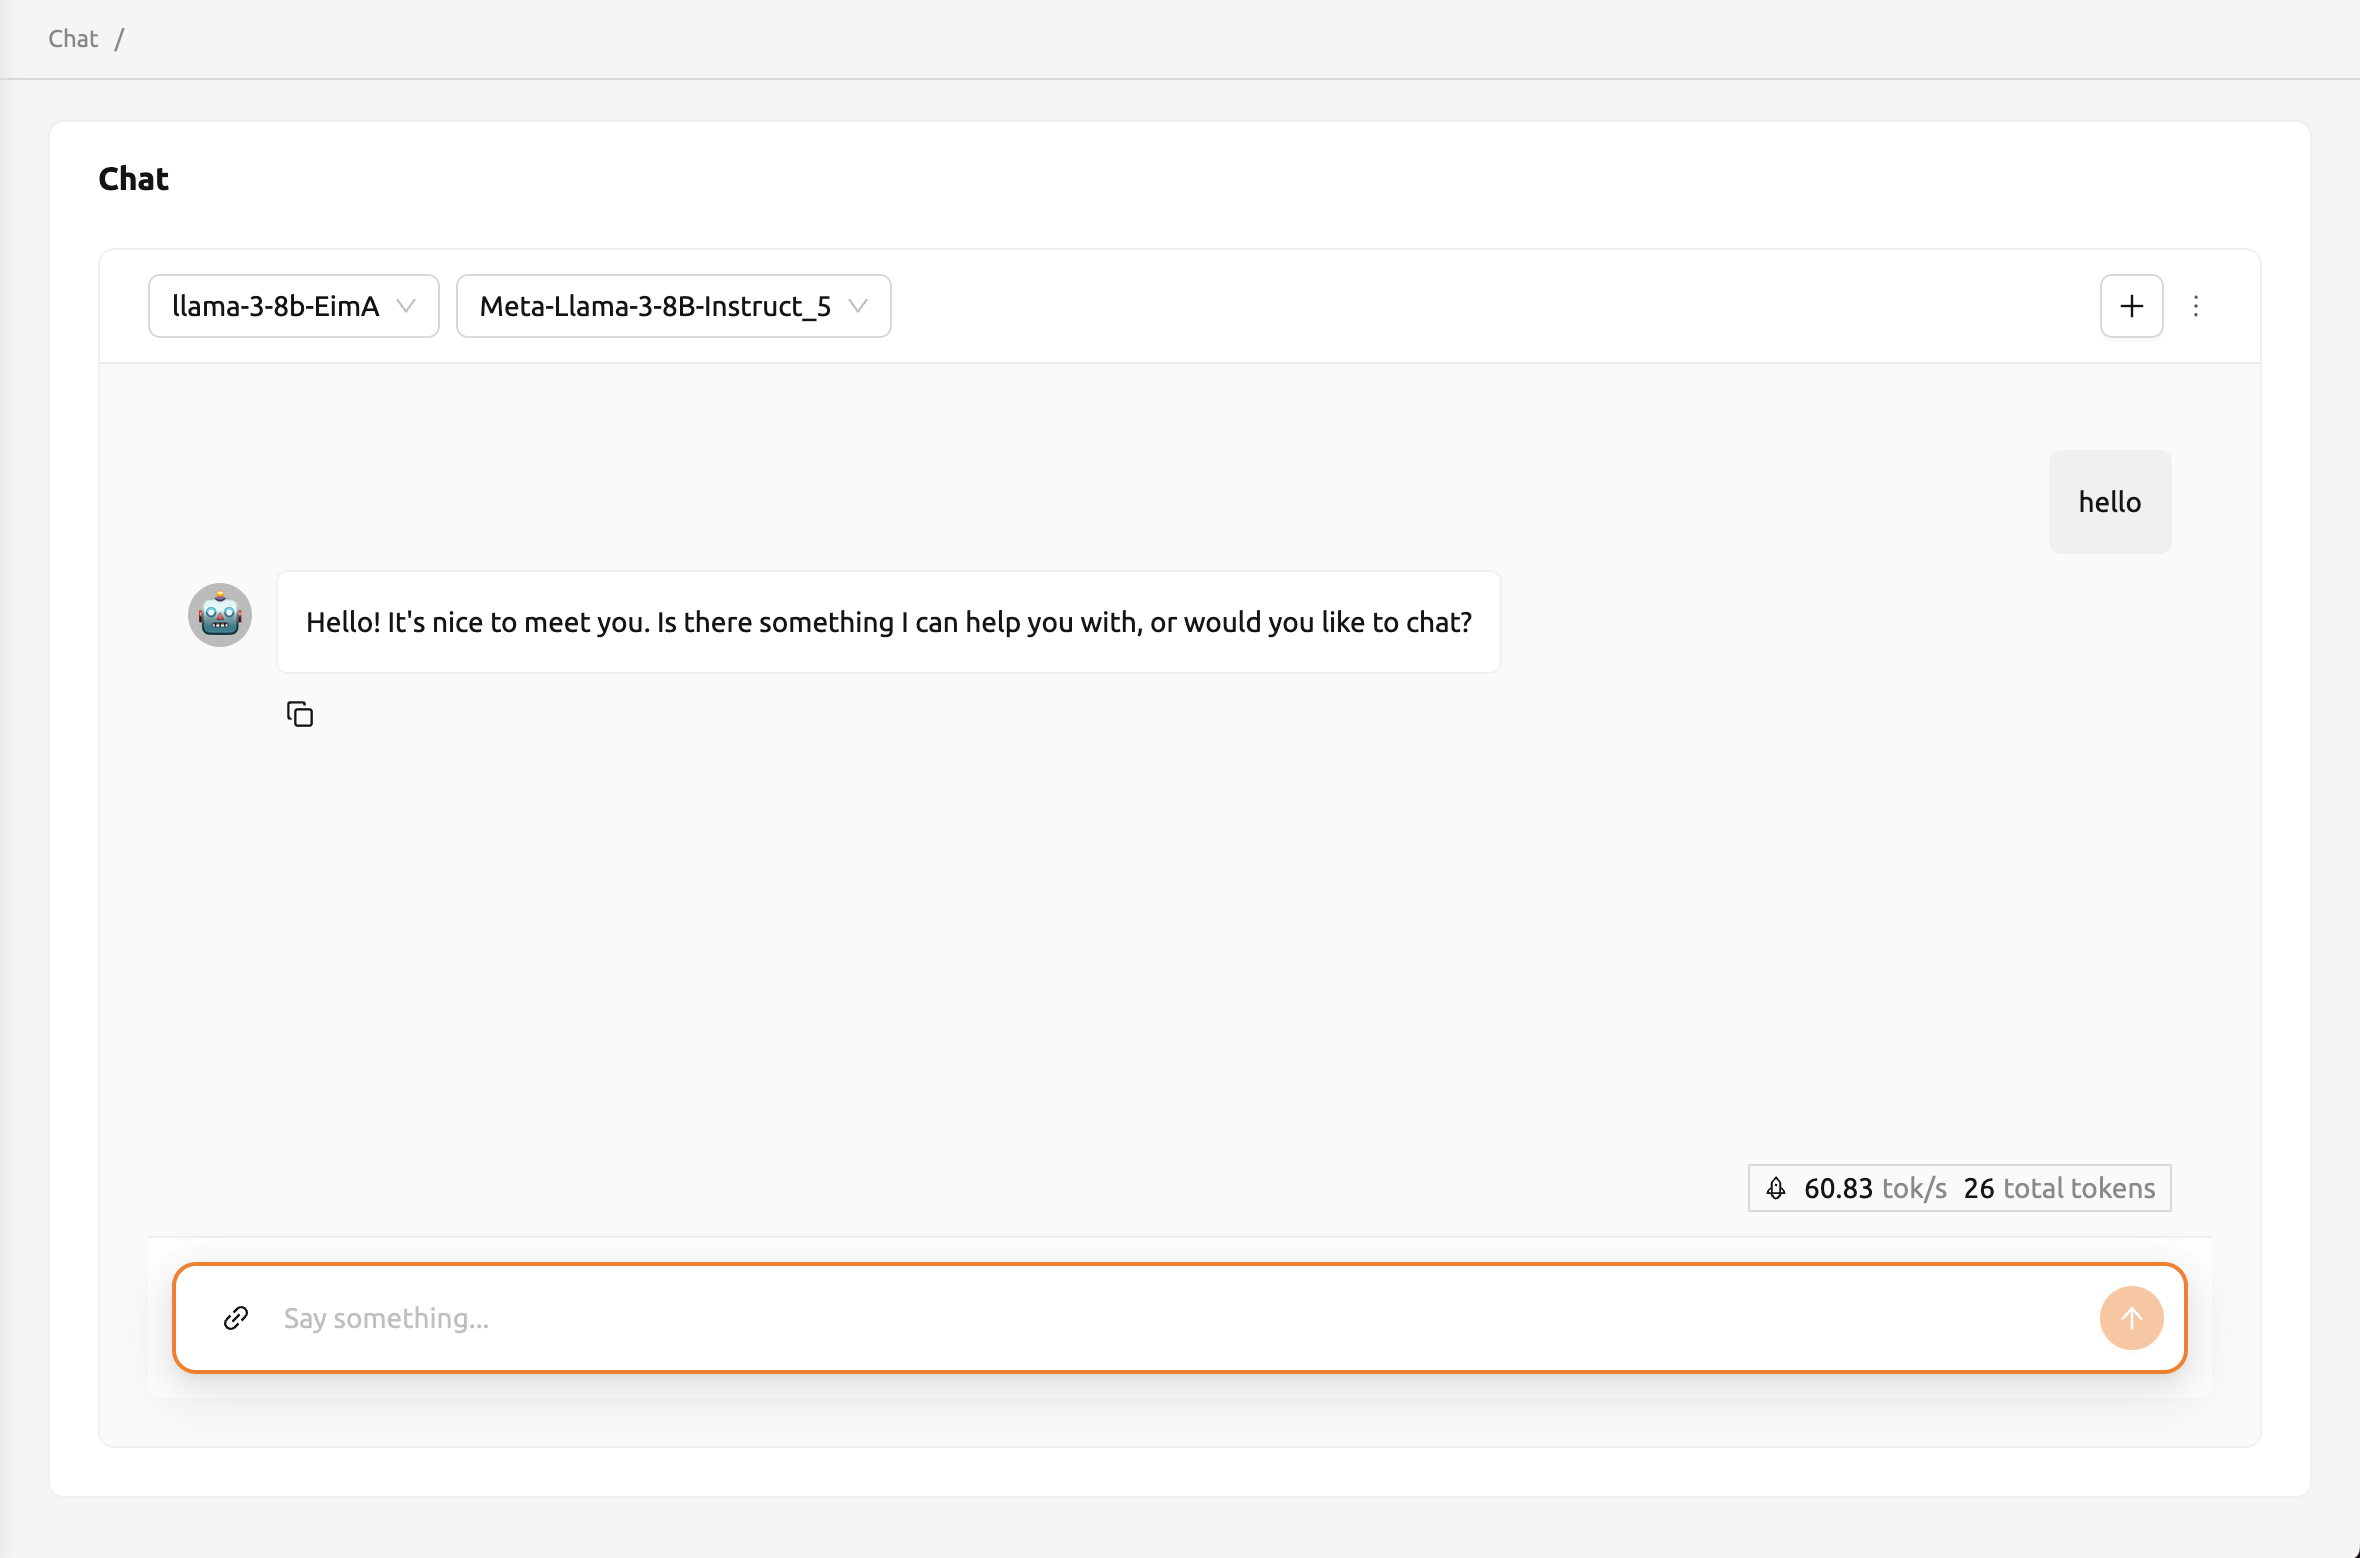 Chat /
Chat
llama-3-8b-EimA Meta-Llama-3-8B-Instruct_5
hello
Hello! It's nice to meet you. Is there something I can help you with, or would you like to chat?
60.83 tok/s 26 total tokens
Say something...